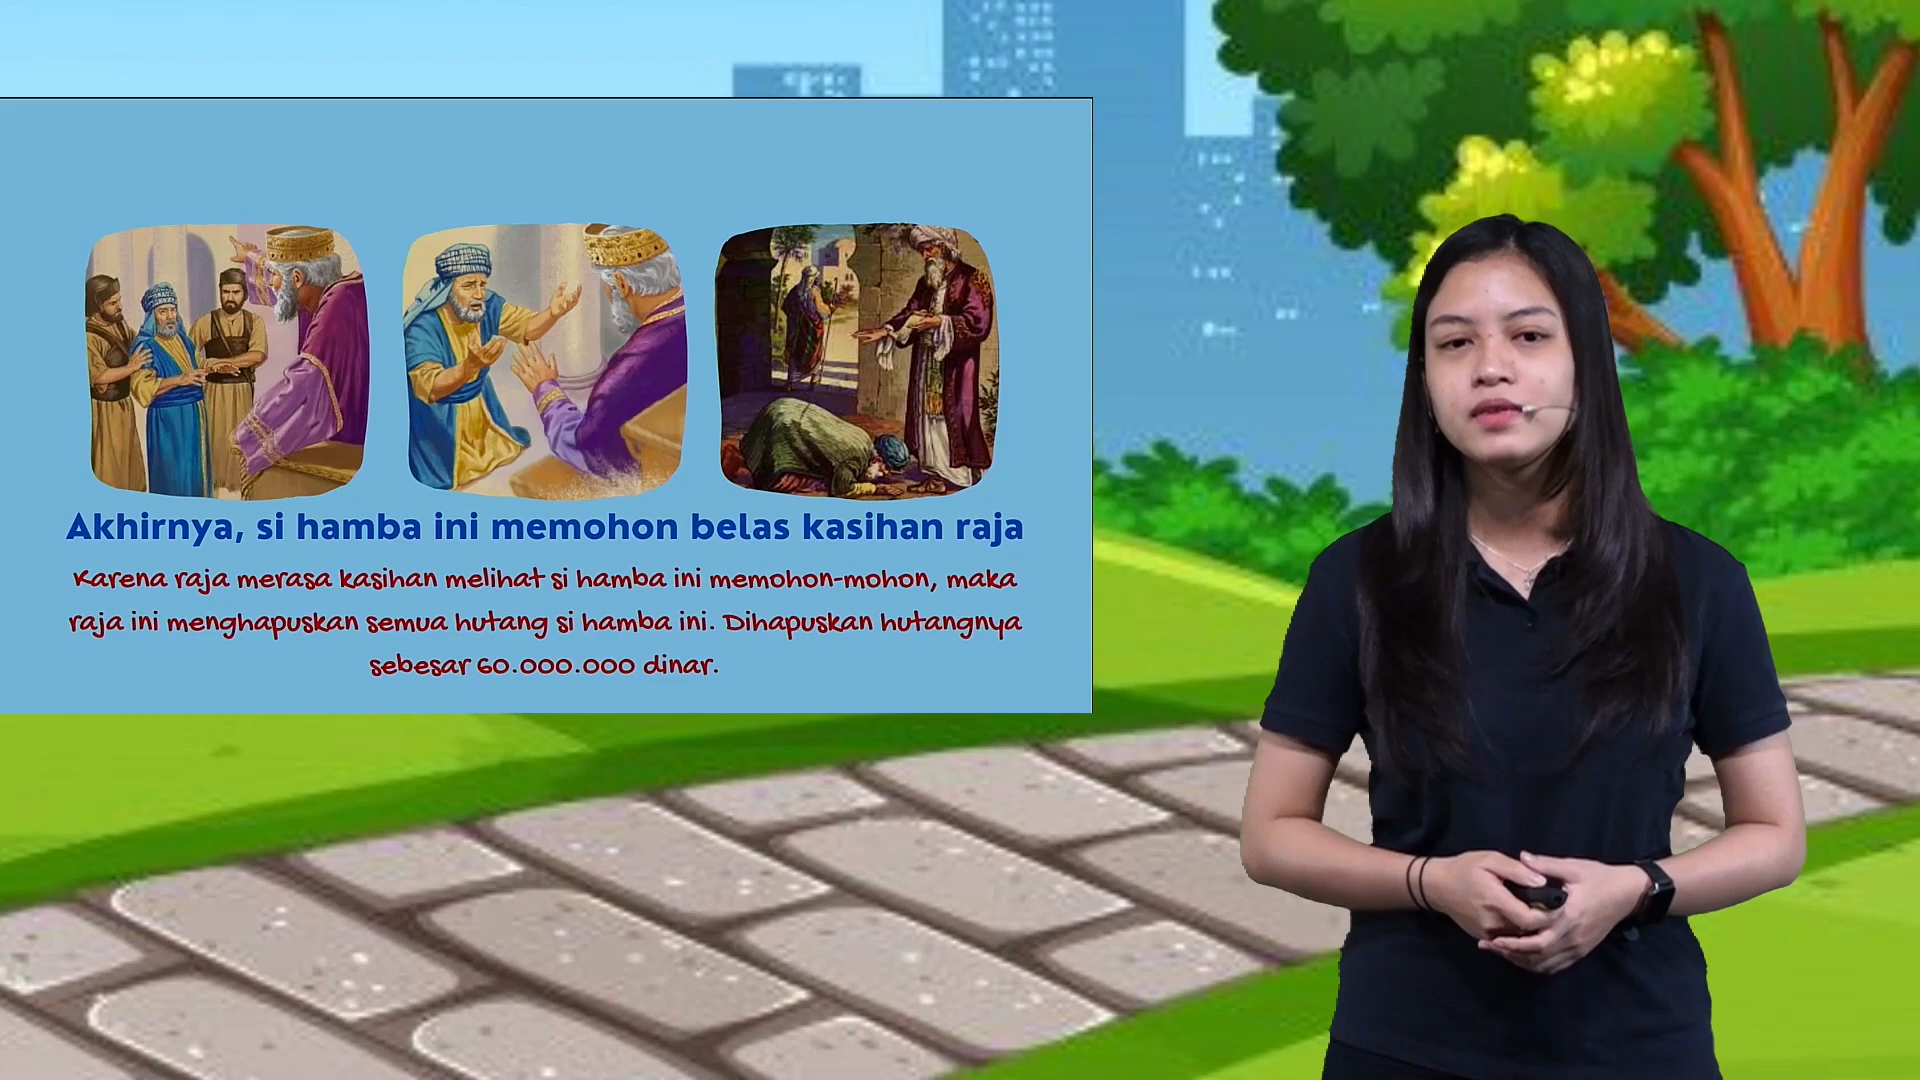 Akhirnya, si hamba ini memohon belas kasihan raja
Karena raja merasa kasihan melihat si hamba ini memohon-mohon, maka
raja ini menghapuskan semua hutang si hamba ini. Dihapuskan hutangnya
sebesar 60.000.000 dinar.